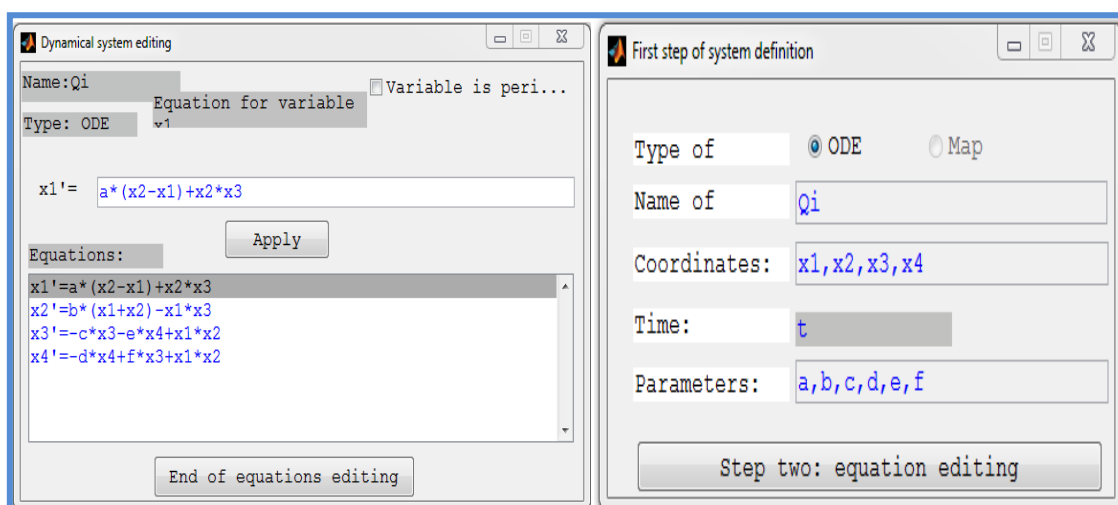 Dynamical system editing
Name:Qi
Variable is peri...
Equation for variable
x1
Type: ODE
x1'= a*(x2-x1)+x2*x3
Apply
Equations:
x1'=a*(x2-x1)+x2*x3
x2'=b*(x1+x2)-x1*x3
x3'=-c*x3-e*x4+x1*x2
x4'=-d*x4+f*x3+x1*x2
End of equations editing
First step of system definition
Type of ODE Map
Name of Qi
Coordinates: x1,x2,x3,x4
Time: t
Parameters: a,b,c,d,e,f
Step two: equation editing